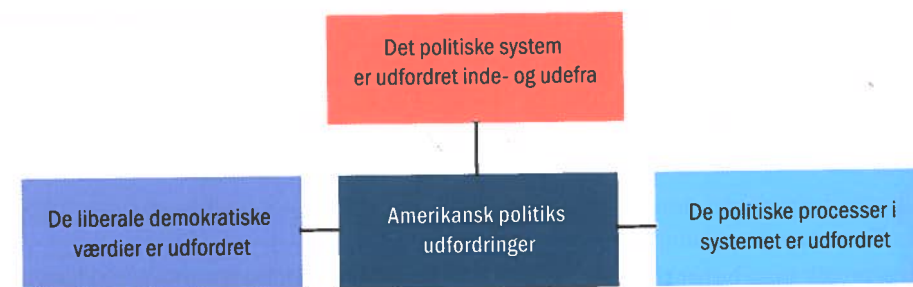 Det politiske system
er udfordret inde- og udefra
De liberale demokratiske
værdier er udfordret
Amerikansk politiks
udfordringer
De politiske processer i
systemet er udfordret